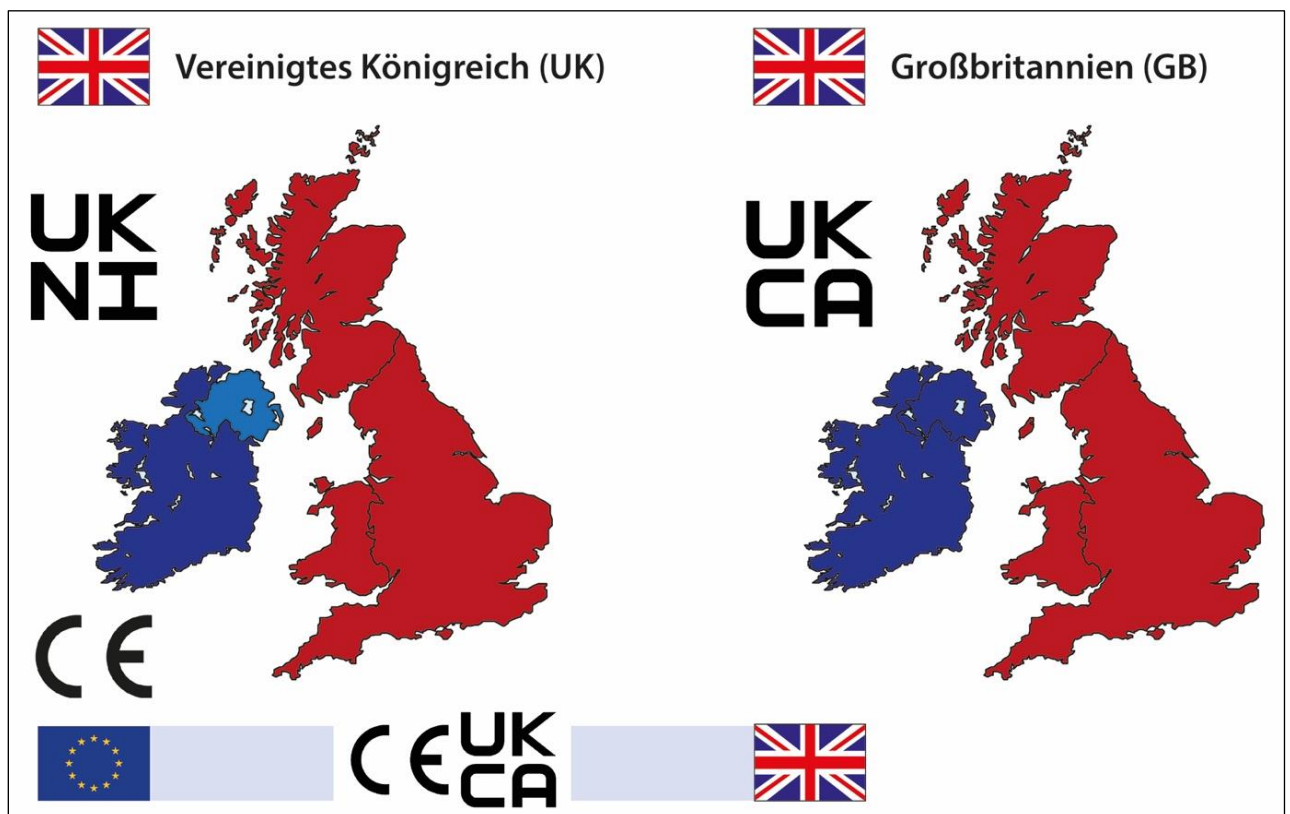 Vereinigtes Königreich (UK)
Großbritannien (GB)
UK
NI
UK
CA
CE
CE UK
CA